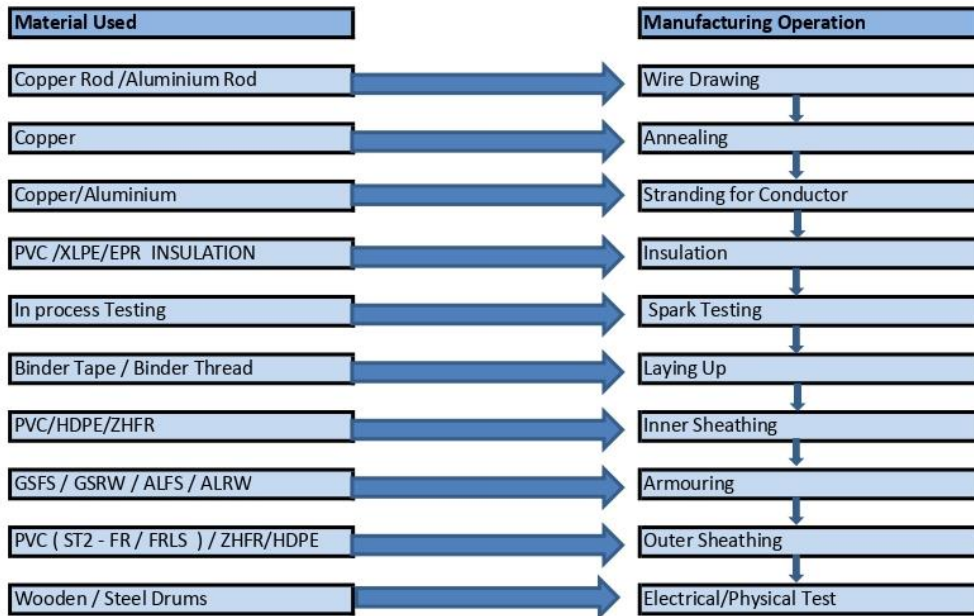 Material Used Manufacturing Operation
Copper Rod /Aluminium Rod Wire Drawing
Copper Annealing
Copper/Aluminium Stranding for Conductor
PVC /XLPE/EPR INSULATION Insulation
In process Testing Spark Testing
Binder Tape / Binder Thread Laying Up
PVC/HDPE/ZHFR Inner Sheathing
GSFS / GSRW / ALFS / ALRW Armouring
PVC ( ST2 - FR / FRLS ) / ZHFR/HDPE Outer Sheathing
Wooden / Steel Drums Electrical/Physical Test